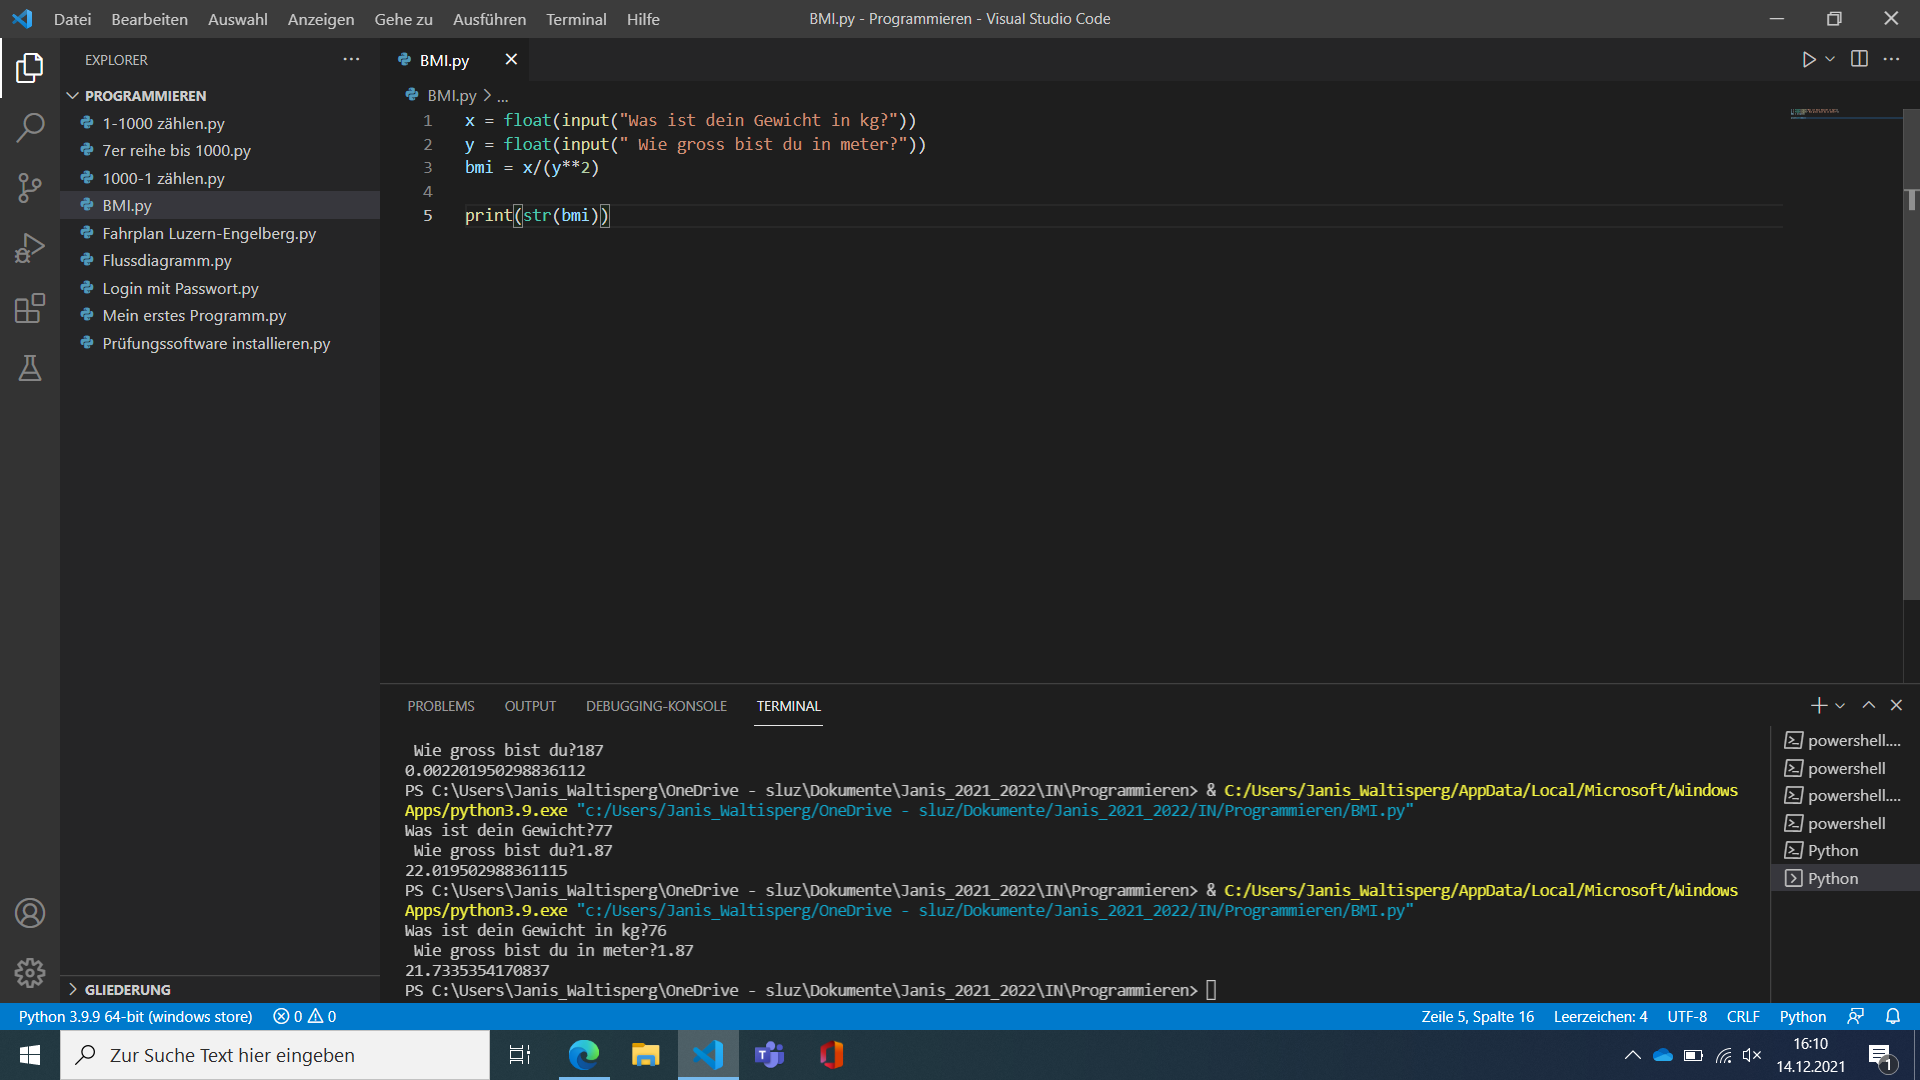 Datei Bearbeiten Auswahl Anzeigen Gehe zu Ausführen Terminal Hilfe BMI.py - Programmieren - Visual Studio Code
EXPLORER
PROGRAMMIEREN
1-1000 zählen.py
7er reihe bis 1000.py
1000-1 zählen.py
BMI.py
Fahrplan Luzern-Engelberg.py
Flussdiagramm.py
Login mit Passwort.py
Mein erstes Programm.py
Prüfungssoftware installieren.py
GLIEDERUNG
BMI.py
BMI.py > ...
1 x = float(input("Was ist dein Gewicht in kg?"))
2 y = float(input(" Wie gross bist du in meter?"))
3 bmi = x/(y**2)
4
5 print(str(bmi))
PROBLEMS OUTPUT DEBUGGING-KONSOLE TERMINAL
Wie gross bist du?187
0.002201950298836112
PS C:\Users\Janis_Waltisperg\OneDrive - sluz\Dokumente\Janis_2021_2022\IN\Programmieren> & C:/Users/Janis_Waltisperg/AppData/Local/Microsoft/Windows
Apps/python3.9.exe "c:/Users/Janis_Waltisperg/OneDrive - sluz/Dokumente/Janis_2021_2022/IN/Programmieren/BMI.py"
Was ist dein Gewicht?77
Wie gross bist du?1.87
22.019502988361115
PS C:\Users\Janis_Waltisperg\OneDrive - sluz\Dokumente\Janis_2021_2022\IN\Programmieren> & C:/Users/Janis_Waltisperg/AppData/Local/Microsoft/Windows
Apps/python3.9.exe "c:/Users/Janis_Waltisperg/OneDrive - sluz/Dokumente/Janis_2021_2022/IN/Programmieren/BMI.py"
Was ist dein Gewicht in kg?76
Wie gross bist du in meter?1.87
21.7335354170837
PS C:\Users\Janis_Waltisperg\OneDrive - sluz\Dokumente\Janis_2021_2022\IN\Programmieren>
powershell....
powershell
powershell....
powershell
Python
Python
Python 3.9.9 64-bit (windows store) 0 0 Zeile 5, Spalte 16 Leerzeichen: 4 UTF-8 CRLF Python
Zur Suche Text hier eingeben
16:10
14.12.2021
1